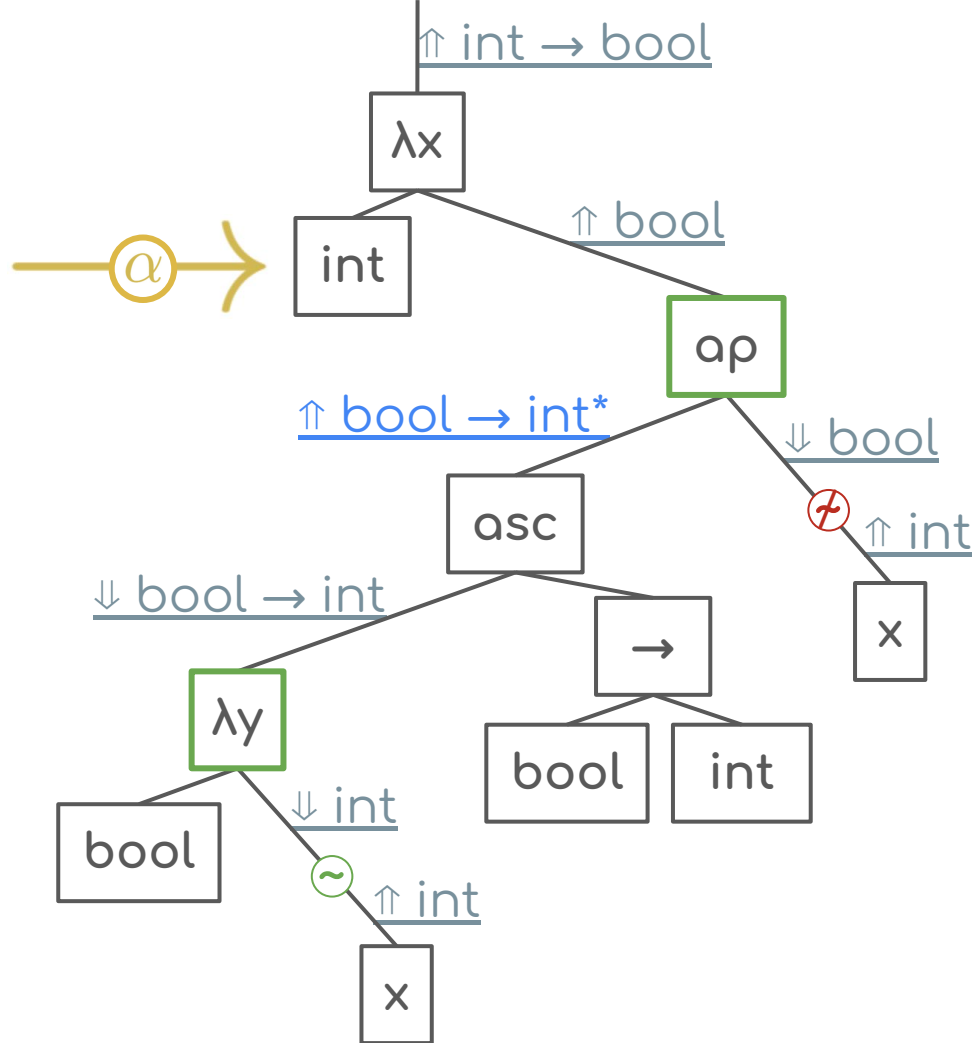 ⇑ int → bool
λx
⇑ bool
α
int
ap
⇑ bool → int*
⇓ bool
≁
asc
⇑ int
⇓ bool → int
→
x
λy
bool
int
⇓ int
bool
~
⇑ int
x